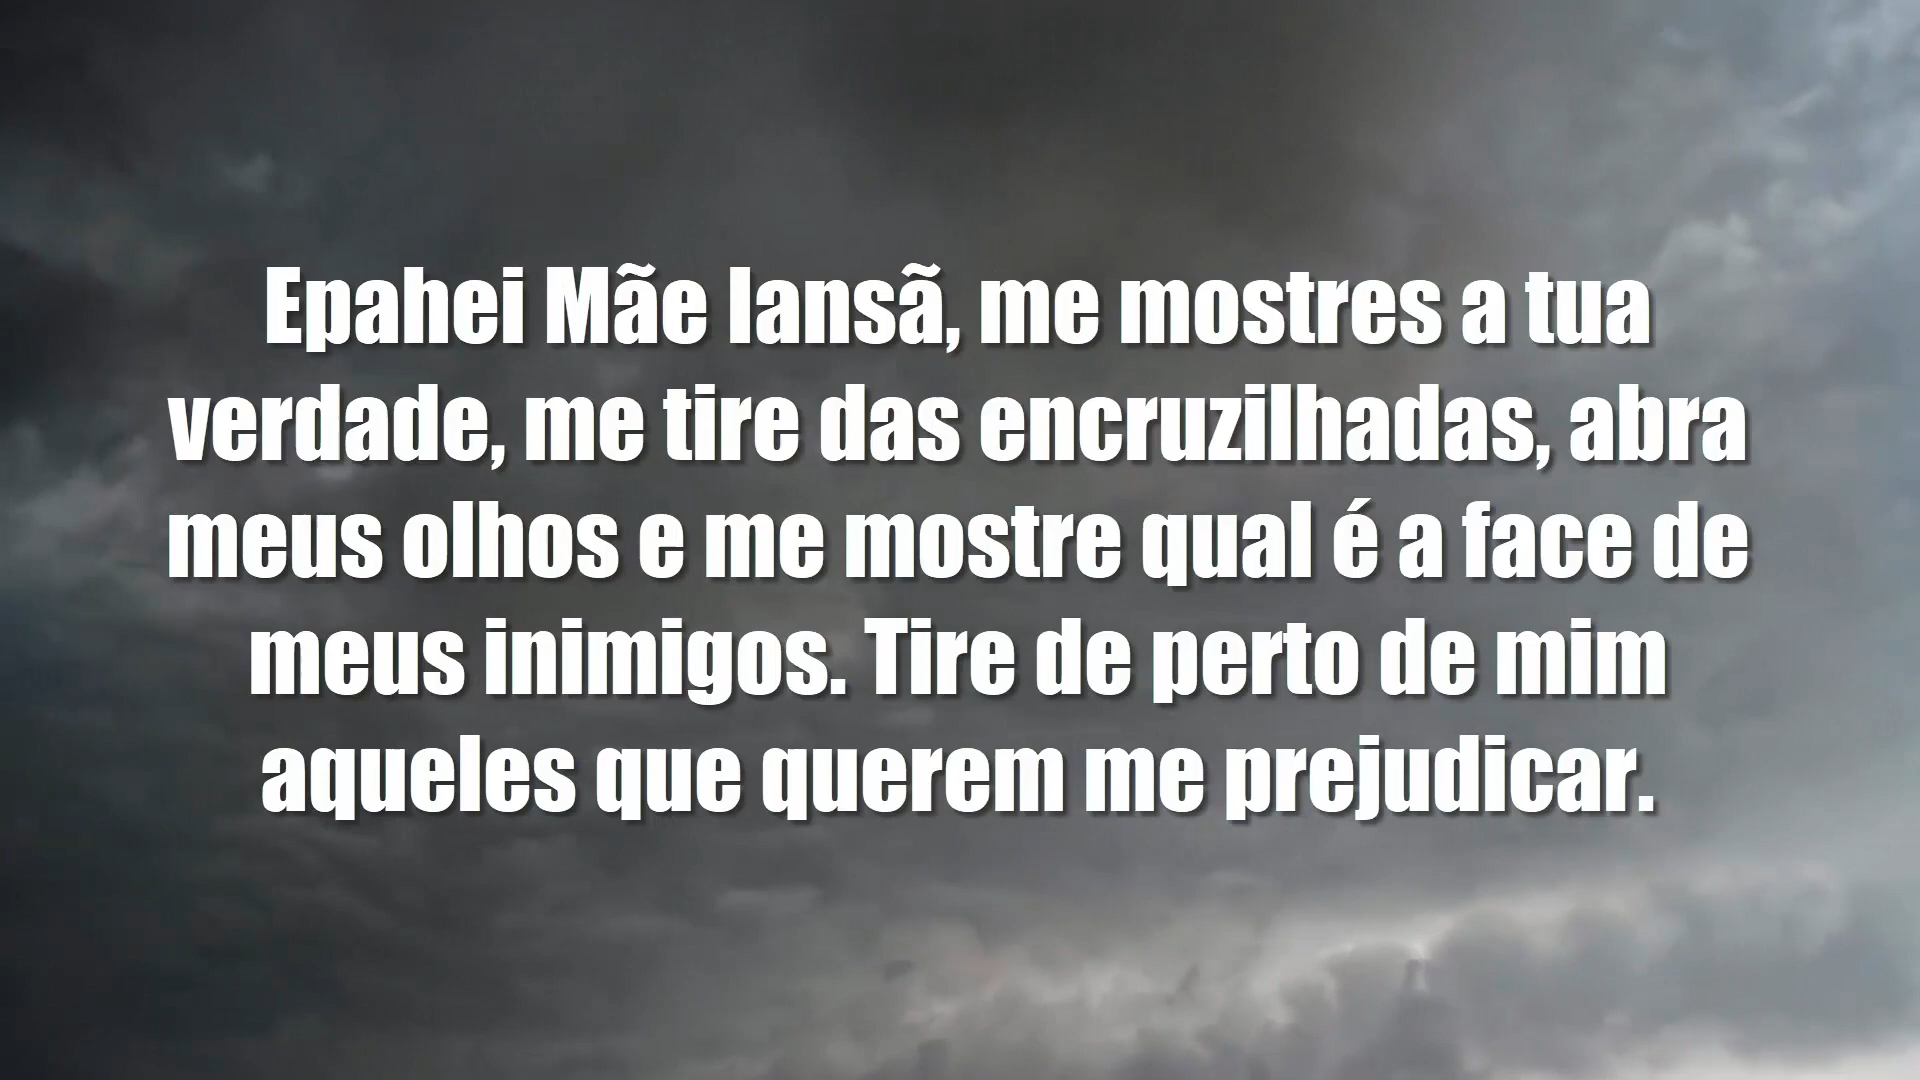 Epahei Mãe Iansã, me mostres a tua
verdade, me tire das encruzilhadas, abra
meus olhos e me mostre qual é a face de
meus inimigos. Tire de perto de mim
aqueles que querem me prejudicar.